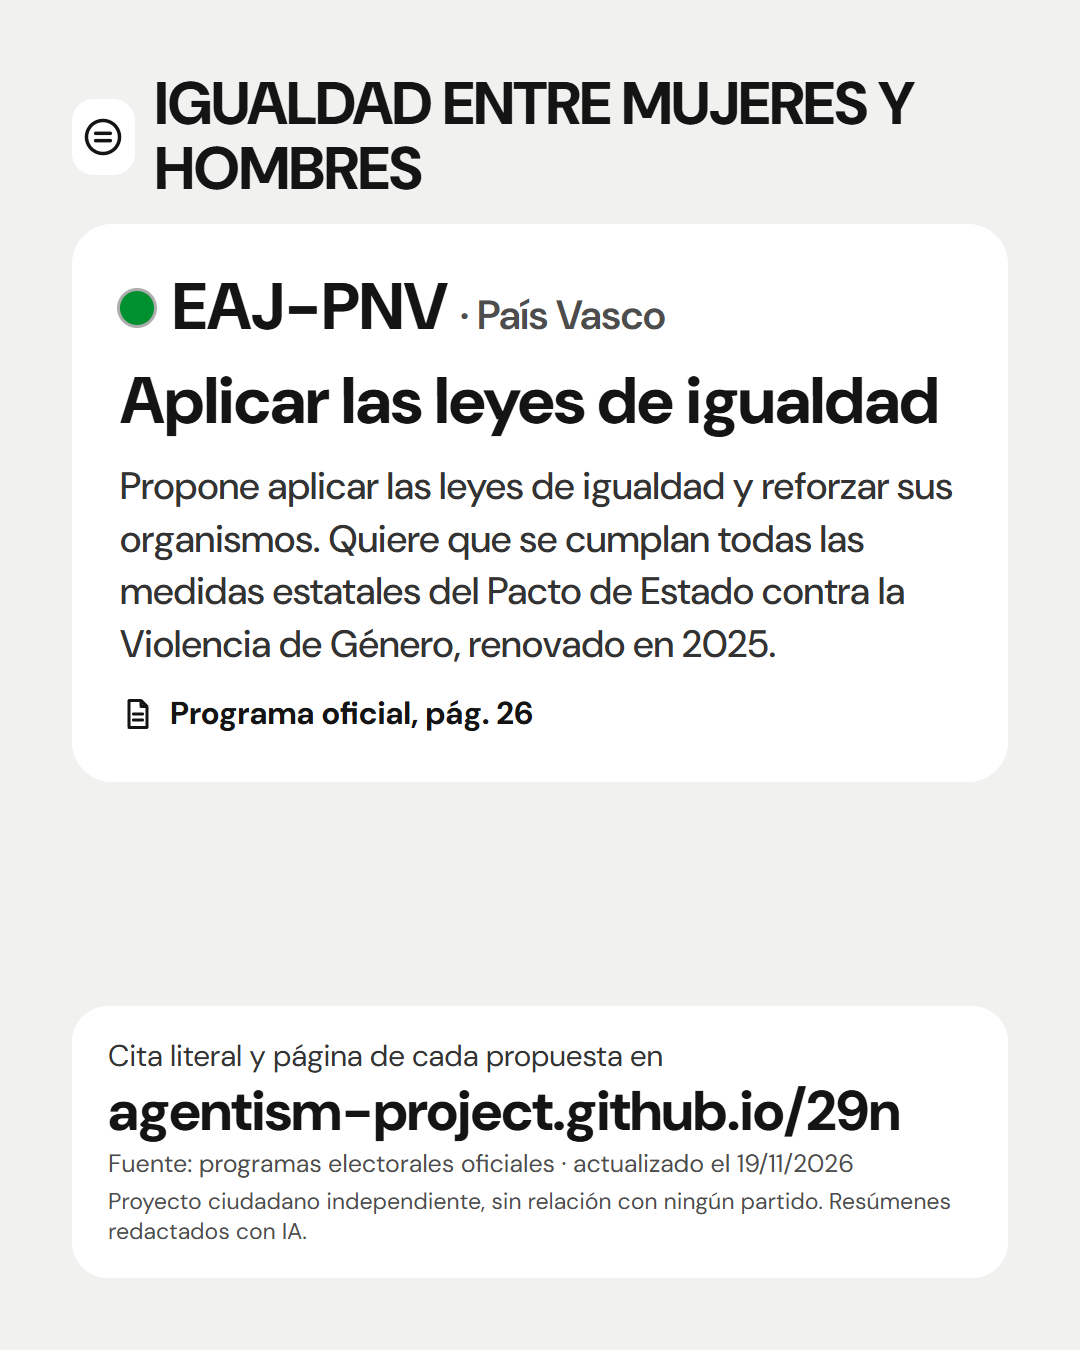 IGUALDAD ENTRE MUJERES Y
HOMBRES
EAJ-PNV · País Vasco
Aplicar las leyes de igualdad
Propone aplicar las leyes de igualdad y reforzar sus
organismos. Quiere que se cumplan todas las
medidas estatales del Pacto de Estado contra la
Violencia de Género, renovado en 2025.
Programa oficial, pág. 26
Cita literal y página de cada propuesta en
agentism-project.github.io/29n
Fuente: programas electorales oficiales · actualizado el 19/11/2026
Proyecto ciudadano independiente, sin relación con ningún partido. Resúmenes
redactados con IA.